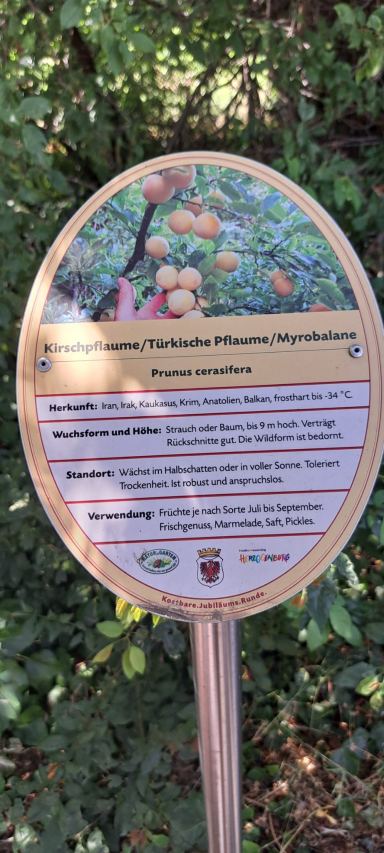 Kirschpflaume/Türkische Pflaume/Myrobalane
Prunus cerasifera
Herkunft: Iran, Irak, Kaukasus, Krim, Anatolien, Balkan, frosthart bis -34 °C.
Wuchsform und Höhe: Strauch oder Baum, bis 9 m hoch. Verträgt
Rückschnitte gut. Die Wildform ist bedornt.
Standort: Wächst im Halbschatten oder in voller Sonne. Toleriert
Trockenheit. Ist robust und anspruchslos.
Verwendung: Früchte je nach Sorte Juli bis September.
Frischgenuss, Marmelade, Saft, Pickles.
HERZOGENBURG
Kostbare.Jubiläums.Runde.